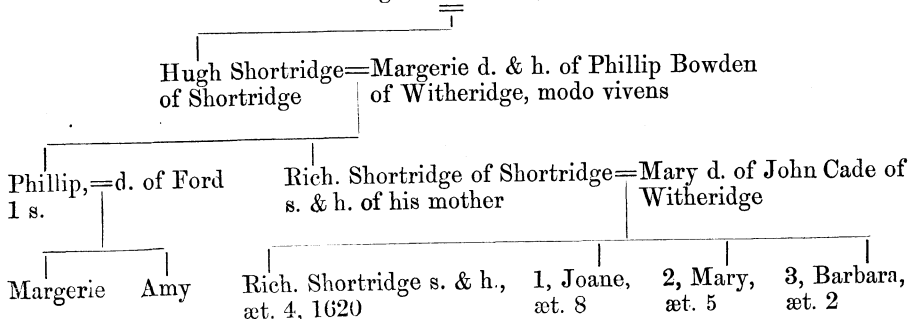 Hugh Shortridge=Margerie d. & h. of Phillip Bowden
of Shortridge of Witheridge, modo vivens
Phillip,=d. of Ford Rich. Shortridge of Shortridge=Mary d. of John Cade of
1 s. s. & h. of his mother Witheridge
Margerie Amy Rich. Shortridge s. & h., 1, Joane, 2, Mary, 3, Barbara,
æt. 4, 1620 æt. 8 æt. 5 æt. 2